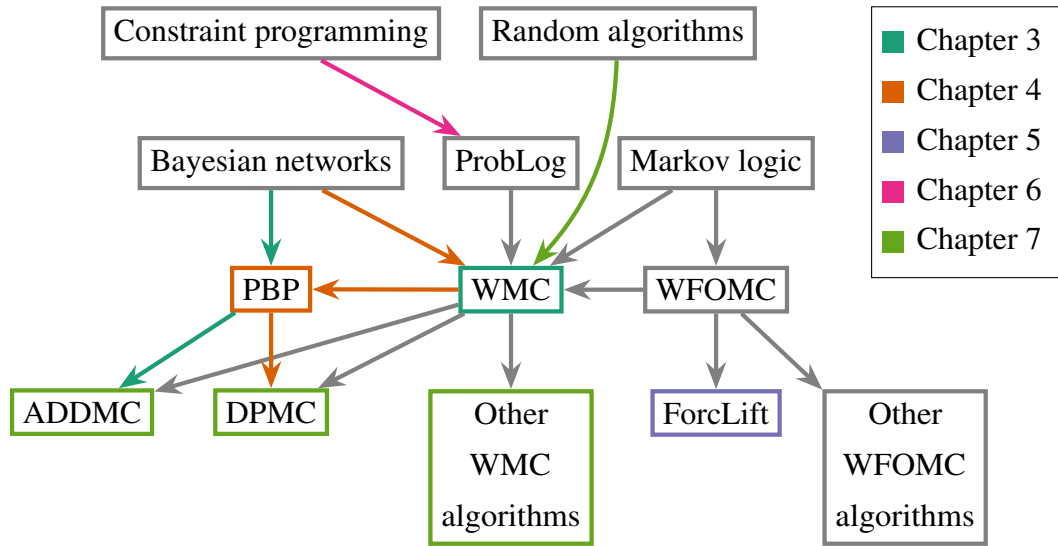 Constraint programming
Random algorithms
Chapter 3
Chapter 4
Chapter 5
Chapter 6
Chapter 7
Bayesian networks
ProbLog
Markov logic
PBP
WMC
WFOMC
ADDMC
DPMC
Other
WMC
algorithms
ForcLift
Other
WFOMC
algorithms